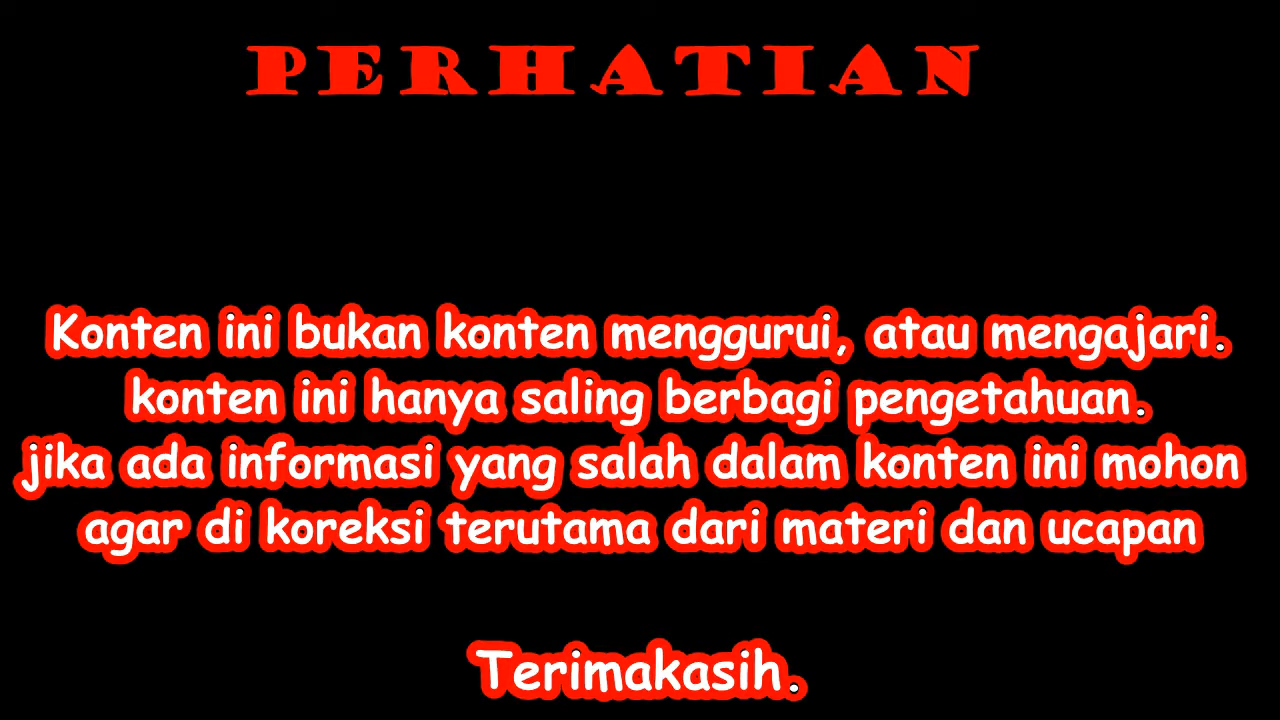 PERHATIAN
Konten ini bukan konten menggurui, atau mengajari.
konten ini hanya saling berbagi pengetahuan.
jika ada informasi yang salah dalam konten ini mohon
agar di koreksi terutama dari materi dan ucapan
Terimakasih.